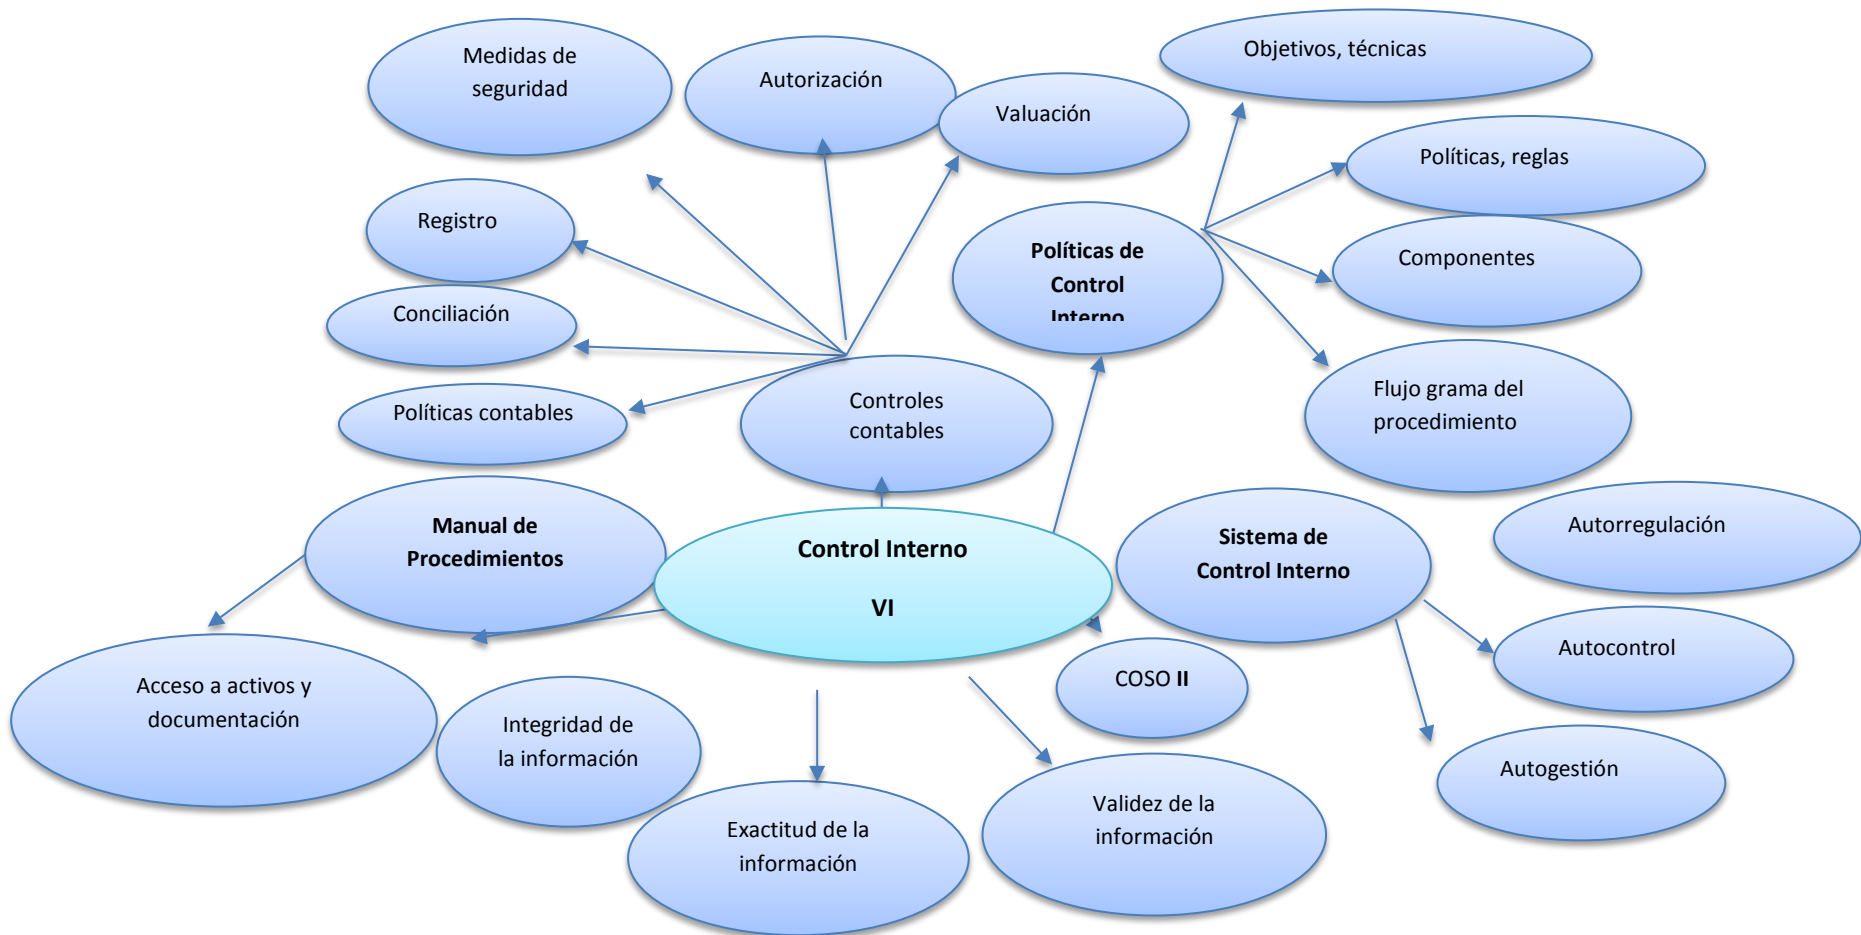 Medidas de
seguridad
Autorización
Valuación
Objetivos, técnicas
Políticas, reglas
Registro
Componentes
Políticas de
Control
Interno
Conciliación
Políticas contables
Controles
contables
Flujo grama del
procedimiento
Manual de
Procedimientos
Control Interno
VI
Sistema de
Control Interno
Autorregulación
Autocontrol
Acceso a activos y
documentación
COSO II
Integridad de
la información
Autogestión
Exactitud de la
información
Validez de la
información